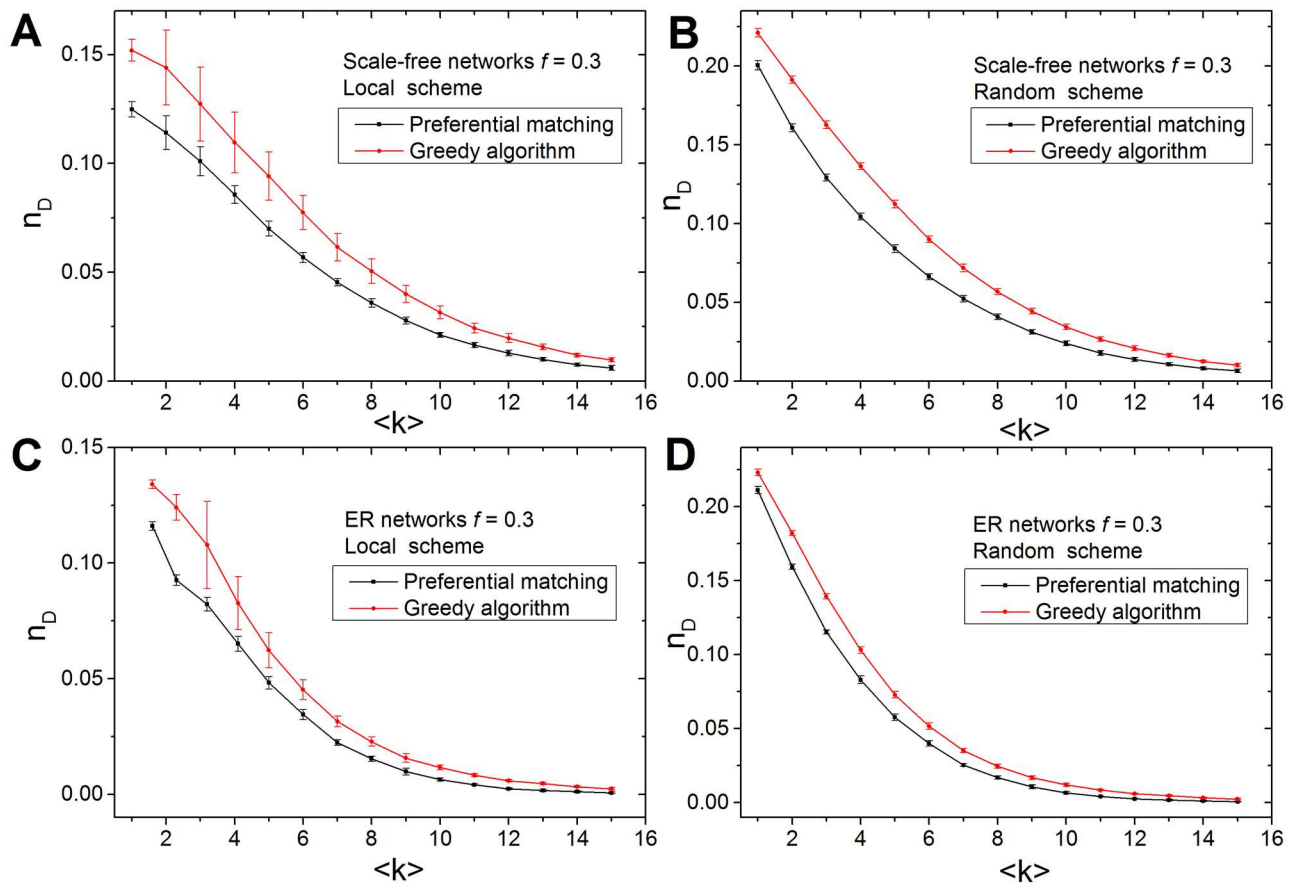 A
0.15
0.10
0.05
0.00
n_D
Scale-free networks f = 0.3
Local scheme
Preferential matching
Greedy algorithm
2 4 6 8 10 12 14 16
<k>
B
0.20
0.15
0.10
0.05
0.00
n_D
Scale-free networks f = 0.3
Random scheme
Preferential matching
Greedy algorithm
2 4 6 8 10 12 14 16
<k>
C
0.15
0.10
0.05
0.00
n_D
ER networks f = 0.3
Local scheme
Preferential matching
Greedy algorithm
2 4 6 8 10 12 14 16
<k>
D
0.20
0.15
0.10
0.05
0.00
n_D
ER networks f = 0.3
Random scheme
Preferential matching
Greedy algorithm
2 4 6 8 10 12 14 16
<k>